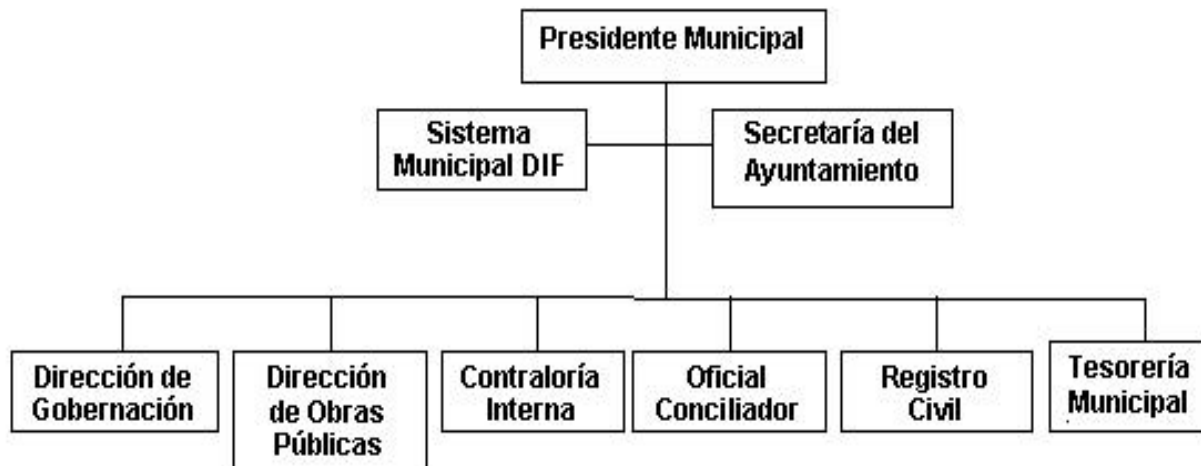 Presidente Municipal
Sistema
Municipal DIF
Secretaría del
Ayuntamiento
Dirección de
Gobernación
Dirección
de Obras
Públicas
Contraloría
Interna
Oficial
Conciliador
Registro
Civil
Tesorería
Municipal